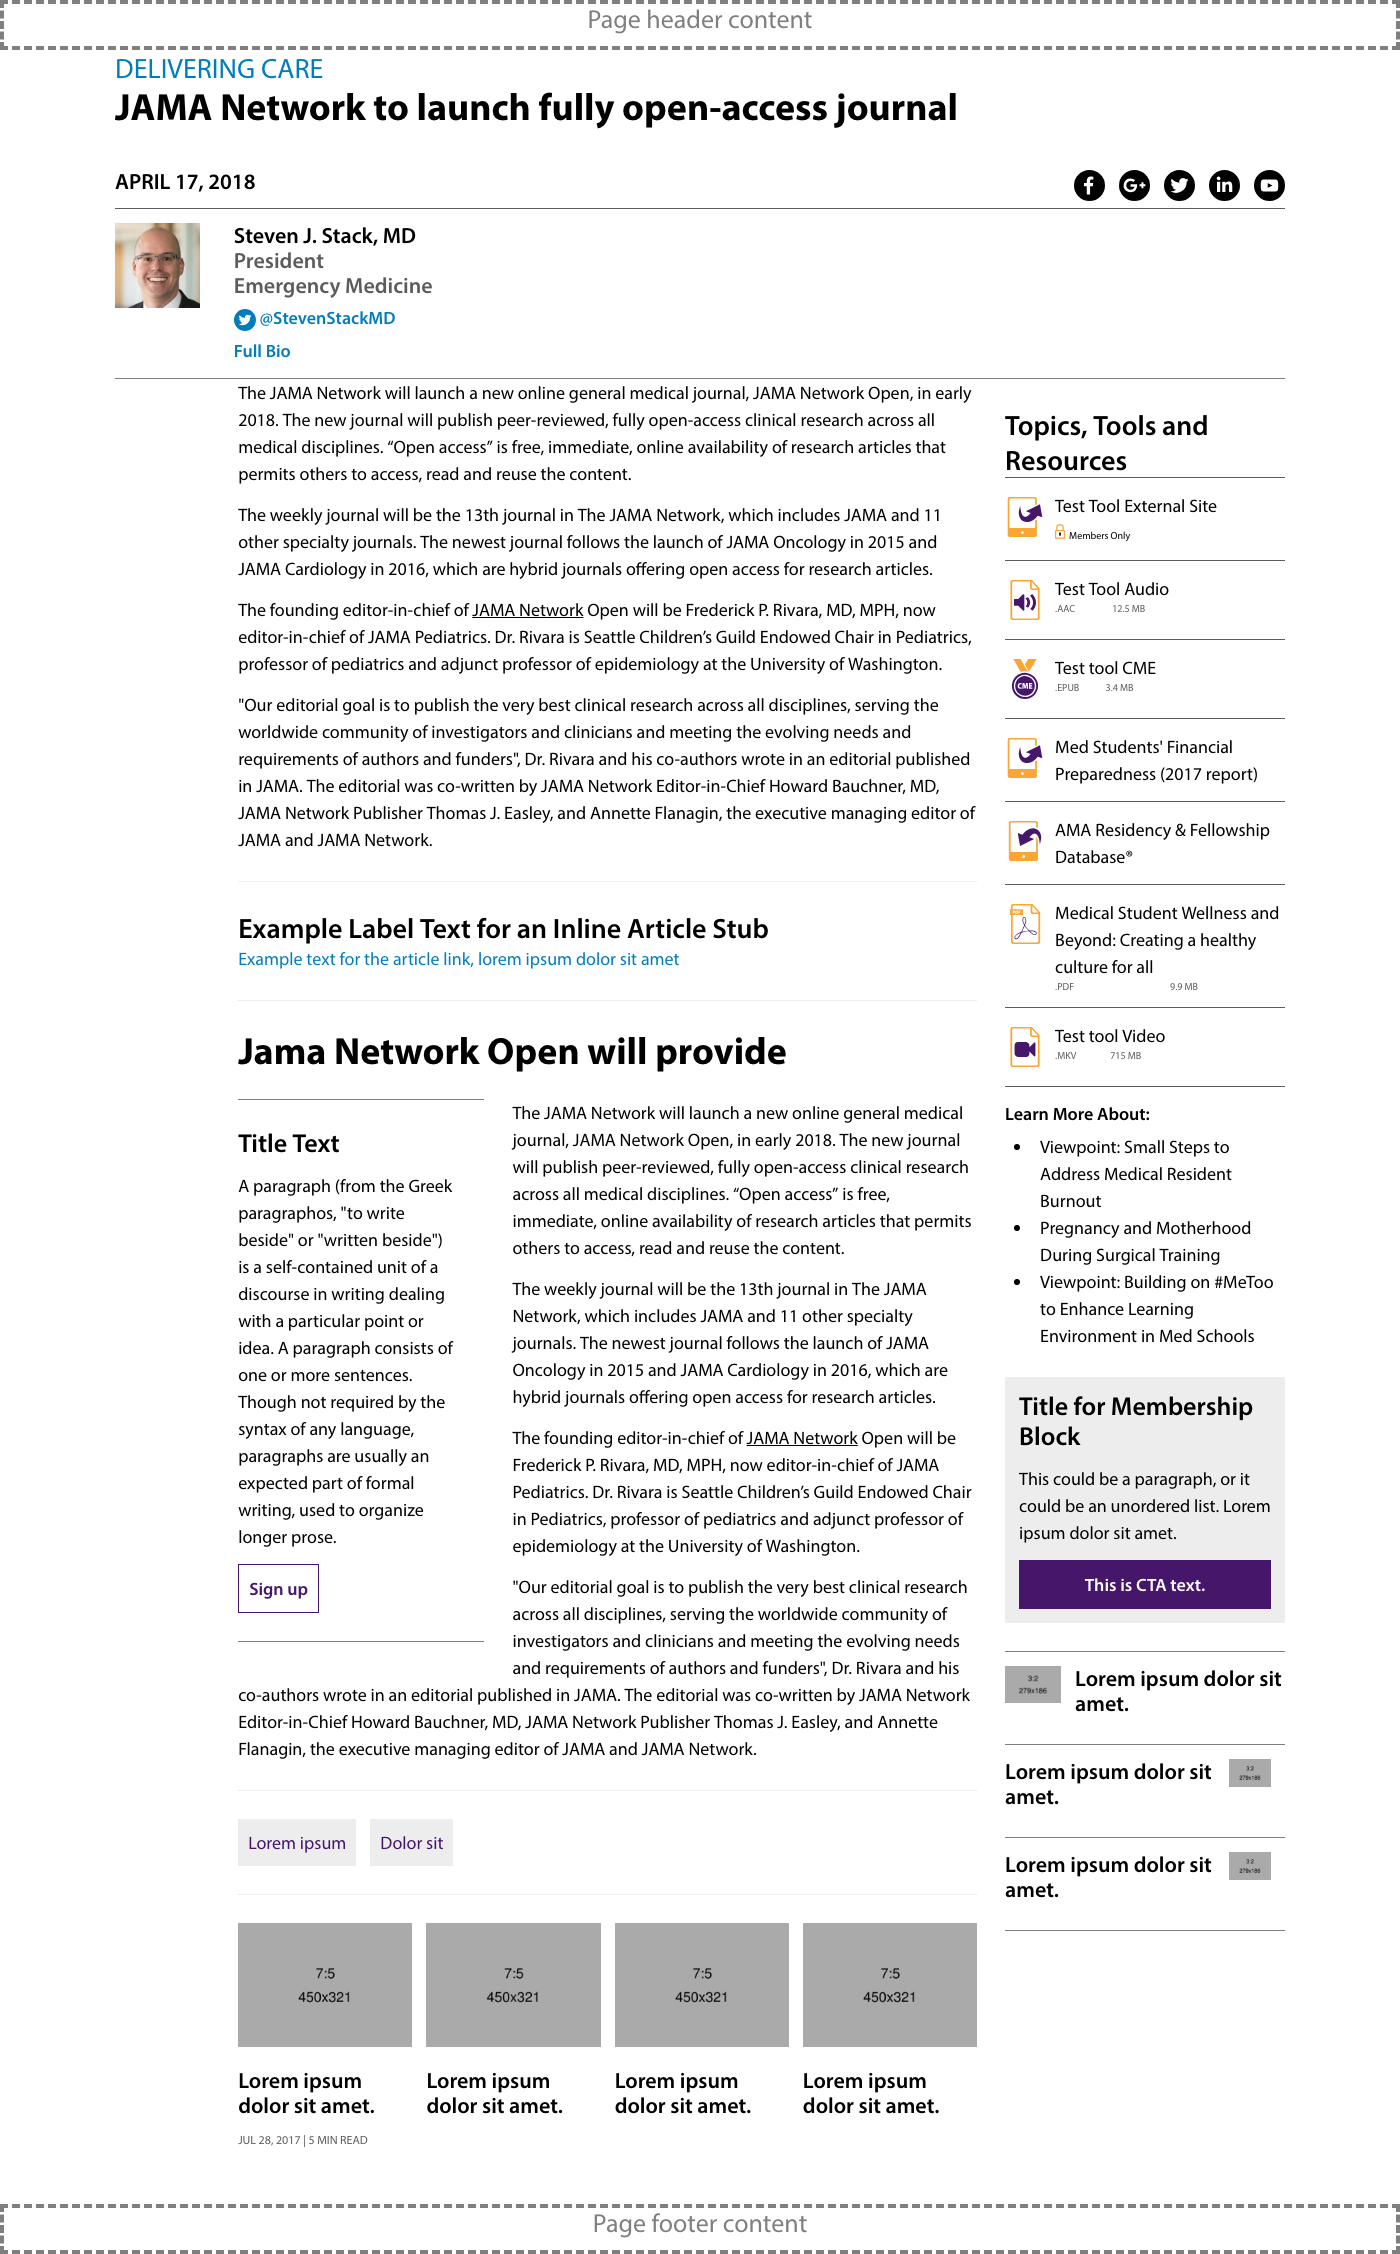 Page header content
DELIVERING CARE
JAMA Network to launch fully open-access journal
APRIL 17, 2018
Steven J. Stack, MD
President
Emergency Medicine
@StevenStackMD
Full Bio
The JAMA Network will launch a new online general medical journal, JAMA Network Open, in early
2018. The new journal will publish peer-reviewed, fully open-access clinical research across all
medical disciplines. “Open access” is free, immediate, online availability of research articles that
permits others to access, read and reuse the content.
The weekly journal will be the 13th journal in The JAMA Network, which includes JAMA and 11
other specialty journals. The newest journal follows the launch of JAMA Oncology in 2015 and
JAMA Cardiology in 2016, which are hybrid journals offering open access for research articles.
The founding editor-in-chief of JAMA Network Open will be Frederick P. Rivara, MD, MPH, now
editor-in-chief of JAMA Pediatrics. Dr. Rivara is Seattle Children’s Guild Endowed Chair in Pediatrics,
professor of pediatrics and adjunct professor of epidemiology at the University of Washington.
"Our editorial goal is to publish the very best clinical research across all disciplines, serving the
worldwide community of investigators and clinicians and meeting the evolving needs and
requirements of authors and funders", Dr. Rivara and his co-authors wrote in an editorial published
in JAMA. The editorial was co-written by JAMA Network Editor-in-Chief Howard Bauchner, MD,
JAMA Network Publisher Thomas J. Easley, and Annette Flanagin, the executive managing editor of
JAMA and JAMA Network.
Example Label Text for an Inline Article Stub
Example text for the article link, lorem ipsum dolor sit amet
Jama Network Open will provide
Title Text
A paragraph (from the Greek
paragraphos, "to write
beside" or "written beside")
is a self-contained unit of a
discourse in writing dealing
with a particular point or
idea. A paragraph consists of
one or more sentences.
Though not required by the
syntax of any language,
paragraphs are usually an
expected part of formal
writing, used to organize
longer prose.
Sign up
The JAMA Network will launch a new online general medical
journal, JAMA Network Open, in early 2018. The new journal
will publish peer-reviewed, fully open-access clinical research
across all medical disciplines. “Open access” is free,
immediate, online availability of research articles that permits
others to access, read and reuse the content.
The weekly journal will be the 13th journal in The JAMA
Network, which includes JAMA and 11 other specialty
journals. The newest journal follows the launch of JAMA
Oncology in 2015 and JAMA Cardiology in 2016, which are
hybrid journals offering open access for research articles.
The founding editor-in-chief of JAMA Network Open will be
Frederick P. Rivara, MD, MPH, now editor-in-chief of JAMA
Pediatrics. Dr. Rivara is Seattle Children’s Guild Endowed Chair
in Pediatrics, professor of pediatrics and adjunct professor of
epidemiology at the University of Washington.
"Our editorial goal is to publish the very best clinical research
across all disciplines, serving the worldwide community of
investigators and clinicians and meeting the evolving needs
and requirements of authors and funders", Dr. Rivara and his
co-authors wrote in an editorial published in JAMA. The editorial was co-written by JAMA Network
Editor-in-Chief Howard Bauchner, MD, JAMA Network Publisher Thomas J. Easley, and Annette
Flanagin, the executive managing editor of JAMA and JAMA Network.
Lorem ipsum Dolor sit
7:5
450x321
Lorem ipsum
dolor sit amet.
JUL 28, 2017 | 5 MIN READ
7:5
450x321
Lorem ipsum
dolor sit amet.
7:5
450x321
Lorem ipsum
dolor sit amet.
7:5
450x321
Lorem ipsum
dolor sit amet.
Topics, Tools and
Resources
Test Tool External Site
Members Only
Test Tool Audio
.AAC 12.5 MB
CME
Test tool CME
.EPUB 3.4 MB
Med Students' Financial
Preparedness (2017 report)
AMA Residency & Fellowship
Database®
PDF
Medical Student Wellness and
Beyond: Creating a healthy
culture for all
.PDF 9.9 MB
Test tool Video
.MKV 715 MB
Learn More About:
• Viewpoint: Small Steps to
Address Medical Resident
Burnout
• Pregnancy and Motherhood
During Surgical Training
• Viewpoint: Building on #MeToo
to Enhance Learning
Environment in Med Schools
Title for Membership
Block
This could be a paragraph, or it
could be an unordered list. Lorem
ipsum dolor sit amet.
This is CTA text.
3:2
279x186
Lorem ipsum dolor sit
amet.
Lorem ipsum dolor sit
amet.
3:2
279x186
Lorem ipsum dolor sit
amet.
3:2
279x186
Page footer content